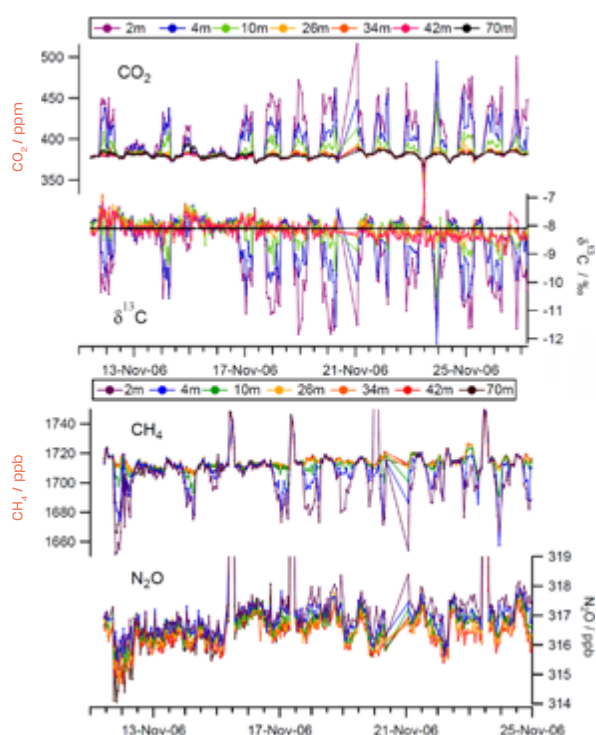 2m 4m 10m 26m 34m 42m 70m
CO2
500
450
400
350
CO2 / ppm
-7
-8
-9
-10
-11
-12
δ13C / ‰
δ13C
13-Nov-06 17-Nov-06 21-Nov-06 25-Nov-06
2m 4m 10m 26m 34m 42m 70m
CH4
1740
1720
1700
1680
1660
CH4 / ppb
N2O
319
318
317
316
315
314
N2O / ppb
13-Nov-06 17-Nov-06 21-Nov-06 25-Nov-06